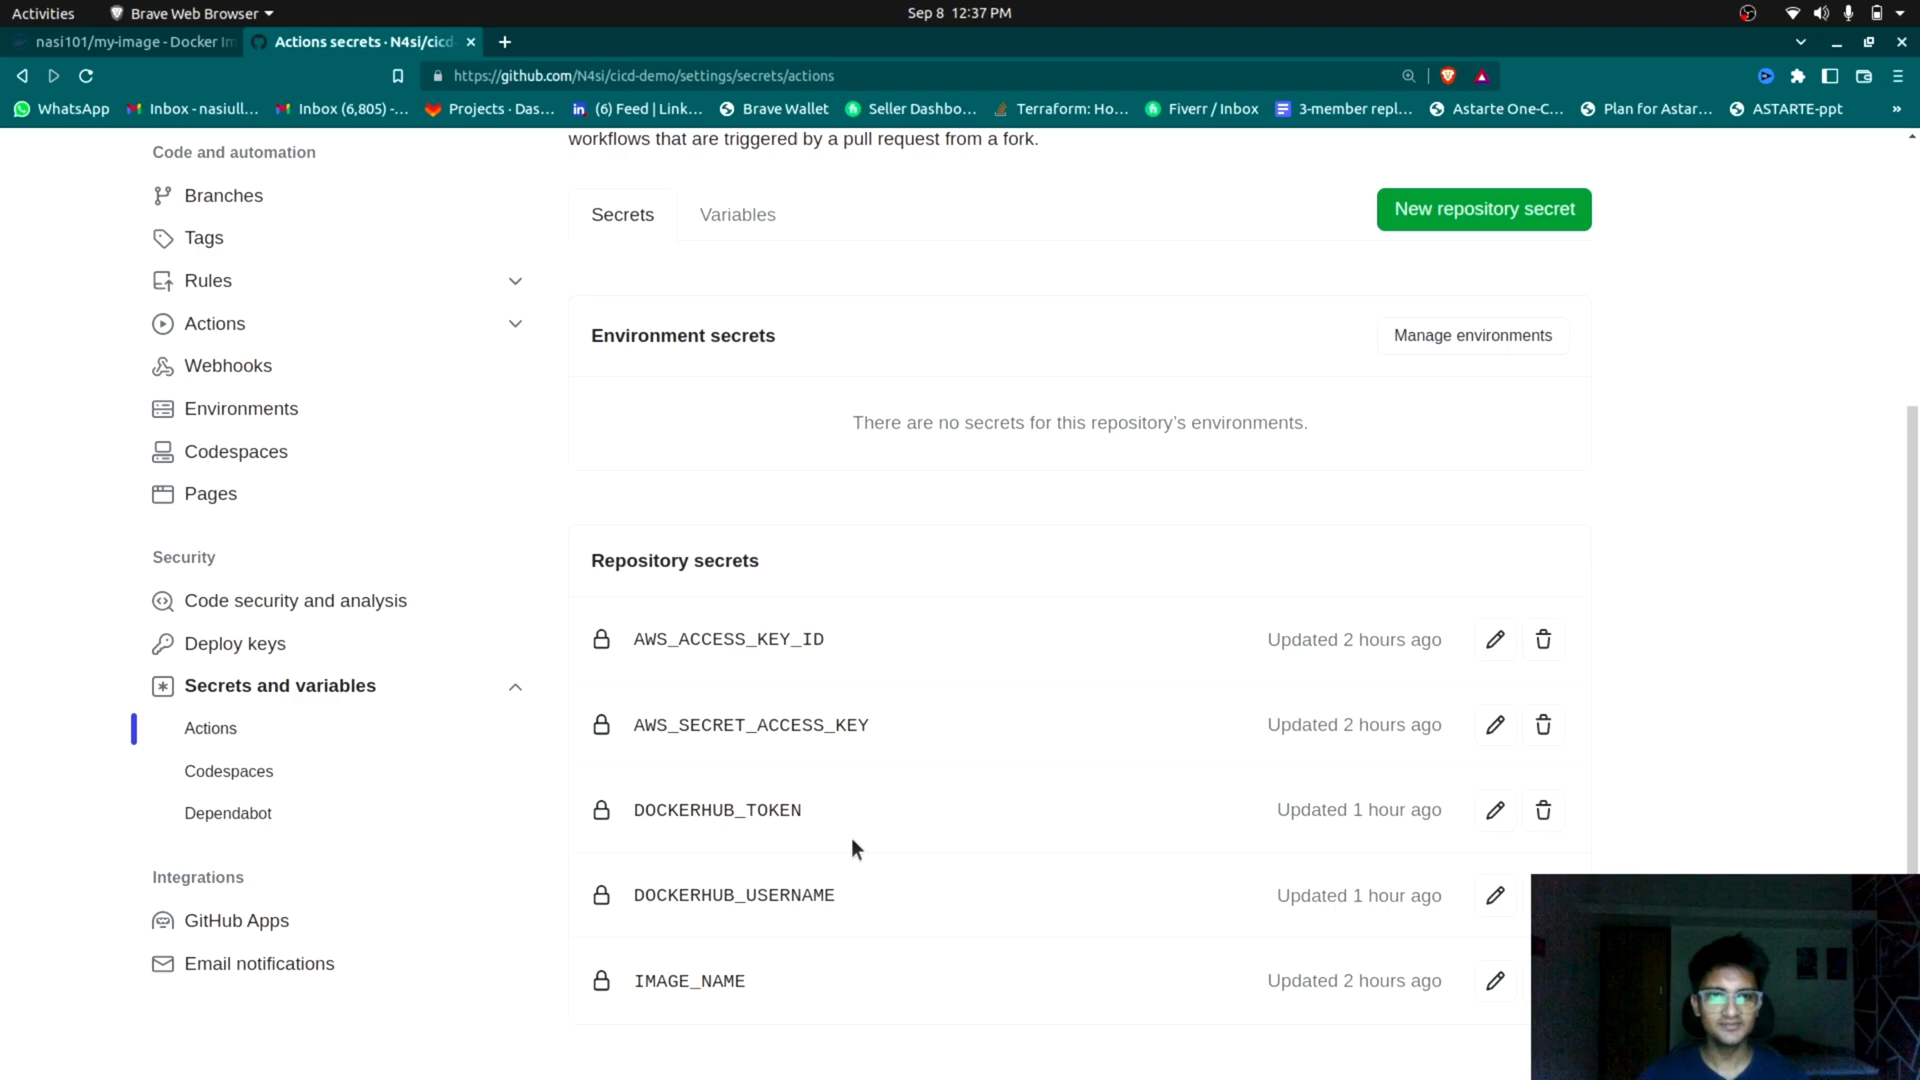 Activities
Brave Web Browser
Sep 8 12:37 PM
nasi101/my-image - Docker Im
Actions secrets · N4si/cicd-
https://github.com/N4si/cicd-demo/settings/secrets/actions
WhatsApp
Inbox - nasiull...
Inbox (6,805) -...
Projects · Das...
(6) Feed | Link...
Brave Wallet
Seller Dashbo...
Terraform: Ho...
Fiverr / Inbox
3-member repl...
Astarte One-C...
Plan for Astar...
ASTARTE-ppt
»
workflows that are triggered by a pull request from a fork.
Code and automation
Branches
Tags
Rules
Actions
Webhooks
Environments
Codespaces
Pages
Security
Code security and analysis
Deploy keys
Secrets and variables
Actions
Codespaces
Dependabot
Integrations
GitHub Apps
Email notifications
Secrets
Variables
New repository secret
Environment secrets
Manage environments
There are no secrets for this repository's environments.
Repository secrets
AWS_ACCESS_KEY_ID
Updated 2 hours ago
AWS_SECRET_ACCESS_KEY
Updated 2 hours ago
DOCKERHUB_TOKEN
Updated 1 hour ago
DOCKERHUB_USERNAME
Updated 1 hour ago
IMAGE_NAME
Updated 2 hours ago